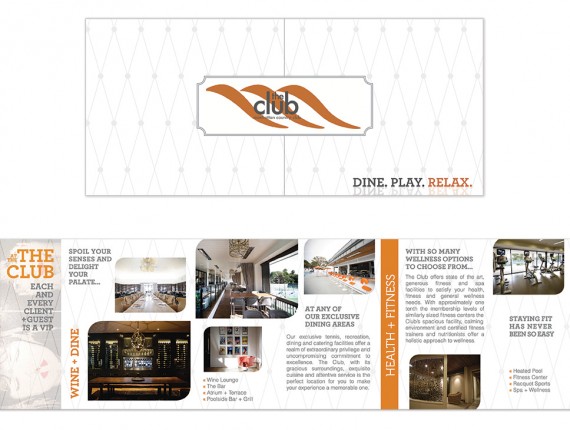 the
club
DINE. PLAY. RELAX.
AT THE
CLUB
EACH
AND
EVERY
CLIENT
+GUEST
IS A VIP
WINE + DINE
SPOIL YOUR
SENSES AND
DELIGHT
YOUR
PALATE...
Wine Lounge
The Bar
Atrium + Terrace
Poolside Bar + Grill
AT ANY OF
OUR EXCLUSIVE
DINING AREAS
Our exclusive tennis, recreation,
dining and catering facilities offer a
realm of extraordinary privilege and
uncompromising commitment to
excellence. The Club, with its
gracious surroundings, exquisite
cuisine and attentive service is the
perfect location for you to make
your experience a memorable one.
HEALTH + FITNESS
WITH SO MANY
WELLNESS OPTIONS
TO CHOOSE FROM...
The Club offers state of the art,
generous fitness and spa
facilities to satisfy your health,
fitness and general wellness
needs. With approximately one
tenth the membership levels of
similarly sized fitness centers the
Club's spacious facility, calming
environment and certified fitness
trainers and nutritionists offer a
holistic approach to wellness.
STAYING FIT
HAS NEVER
BEEN SO EASY
Heated Pool
Fitness Center
Racquet Sports
Spa + Wellness